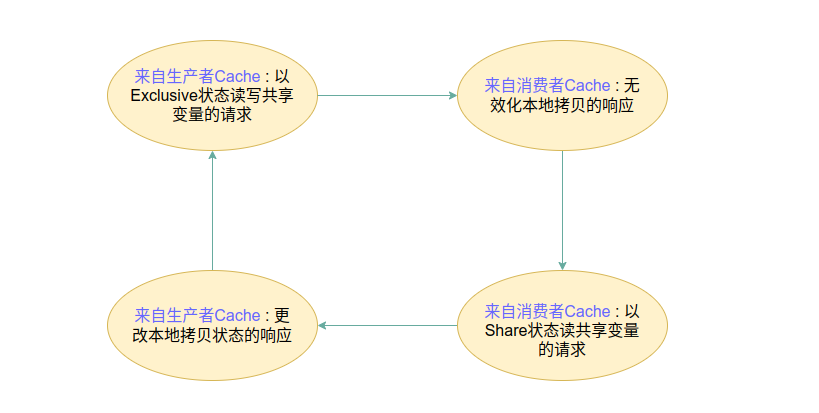 来自生产者Cache : 以
Exclusive状态读写共享
变量的请求
来自消费者Cache : 无
效化本地拷贝的响应
来自生产者Cache : 更
改本地拷贝状态的响应
来自消费者Cache : 以
Share状态读共享变量
的请求